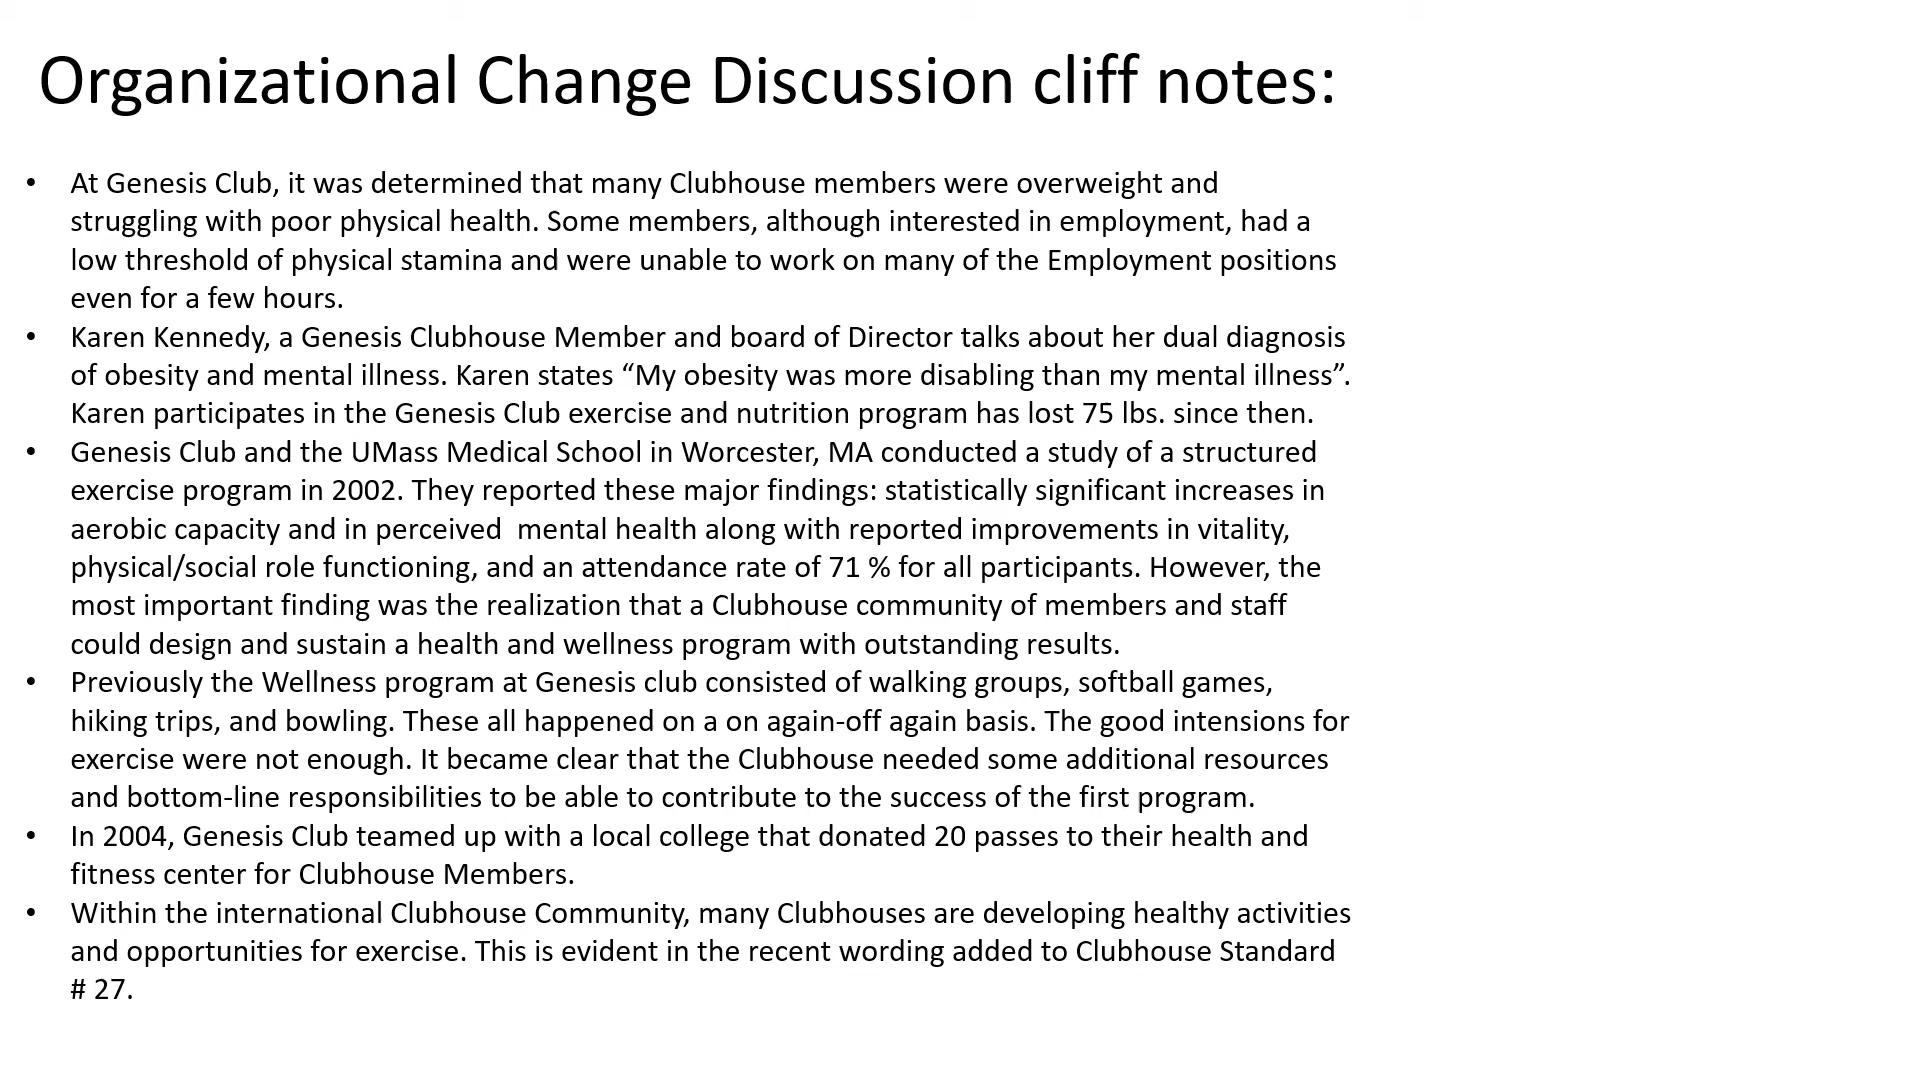 Organizational Change Discussion cliff notes:
• At Genesis Club, it was determined that many Clubhouse members were overweight and
struggling with poor physical health. Some members, although interested in employment, had a
low threshold of physical stamina and were unable to work on many of the Employment positions
even for a few hours.
• Karen Kennedy, a Genesis Clubhouse Member and board of Director talks about her dual diagnosis
of obesity and mental illness. Karen states “My obesity was more disabling than my mental illness”.
Karen participates in the Genesis Club exercise and nutrition program has lost 75 lbs. since then.
• Genesis Club and the UMass Medical School in Worcester, MA conducted a study of a structured
exercise program in 2002. They reported these major findings: statistically significant increases in
aerobic capacity and in perceived  mental health along with reported improvements in vitality,
physical/social role functioning, and an attendance rate of 71 % for all participants. However, the
most important finding was the realization that a Clubhouse community of members and staff
could design and sustain a health and wellness program with outstanding results.
• Previously the Wellness program at Genesis club consisted of walking groups, softball games,
hiking trips, and bowling. These all happened on a on again-off again basis. The good intensions for
exercise were not enough. It became clear that the Clubhouse needed some additional resources
and bottom-line responsibilities to be able to contribute to the success of the first program.
• In 2004, Genesis Club teamed up with a local college that donated 20 passes to their health and
fitness center for Clubhouse Members.
• Within the international Clubhouse Community, many Clubhouses are developing healthy activities
and opportunities for exercise. This is evident in the recent wording added to Clubhouse Standard
# 27.